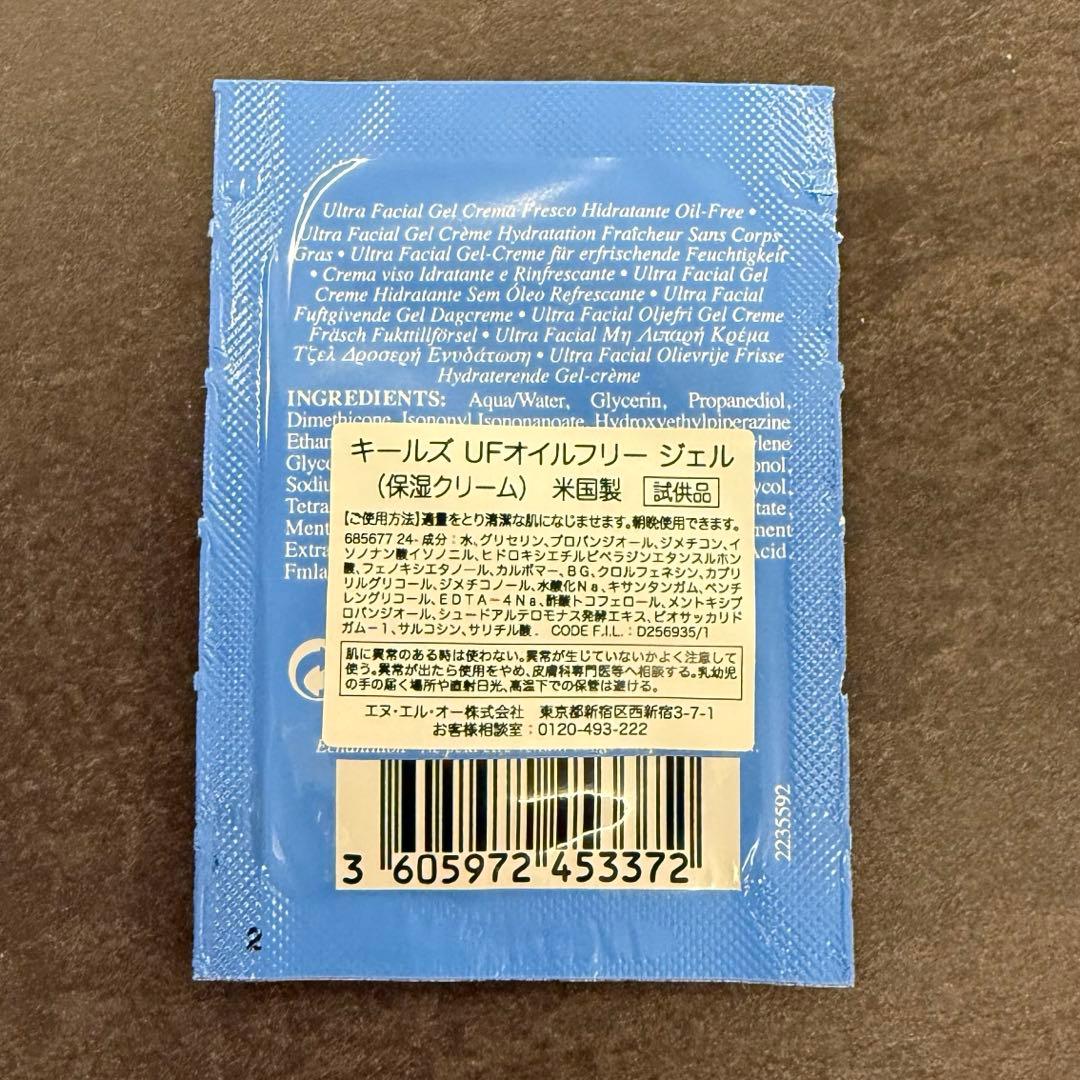 Ultra Facial Gel Crema Fresco Hidratante Oil-Free •
Ultra Facial Gel Crème Hydratation Fraîcheur Sans Corps
Gras • Ultra Facial Gel-Creme für erfrischende Feuchtigkeit
• Crema viso Idratante e Rinfrescante • Ultra Facial Gel
Creme Hidratante Sem Óleo Refrescante • Ultra Facial
Fugtgivende Gel Dagcreme • Ultra Facial Oljefri Gel Creme
Fräsch Fukttillförsel • Ultra Facial Μη Λιπαρή Κρέμα
Τζελ Δροσερή Ενυδάτωση • Ultra Facial Olievrije Frisse
Hydraterende Gel-crème
INGREDIENTS: Aqua/Water, Glycerin, Propanediol,
Dimethicone, Isononyl Isononanoate, Hydroxyethylpiperazine
キールズ UFオイルフリー ジェル
(保湿クリーム) 米国製 試供品
【ご使用方法】適量をとり清潔な肌になじませます。朝晩使用できます。
685677 24- 成分：水、グリセリン、プロパンジオール、ジメチコン、イ
ソノナン酸イソノニル、ヒドロキシエチルピペラジンエタンスルホン
酸、フェノキシエタノール、カルボマー、BG、クロルフェネシン、カプリ
リルグリコール、ジメチコノール、水酸化Na、キサンタンガム、ペンチ
レングリコール、EDTA－4Na、酢酸トコフェロール、メントキシプ
ロパンジオール、シュードアルテロモナス発酵エキス、ビオサッカリド
ガム－1、サルコシン、サリチル酸． CODE F.I.L.：D256935/1
肌に異常のある時は使わない。異常が生じていないかよく注意して
使う。異常が出たら使用をやめ、皮膚科専門医等へ相談する。乳幼児
の手の届く場所や直射日光、高温下での保管は避ける。
エヌ・エル・オー株式会社 東京都新宿区西新宿3-7-1
お客様相談室：0120-493-222
3 605972 453372
2235592
2